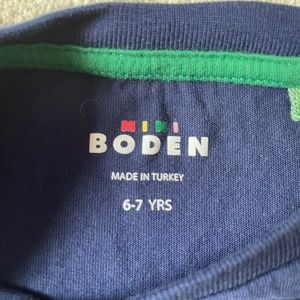 MINI
BODEN
MADE IN TURKEY
6-7 YRS